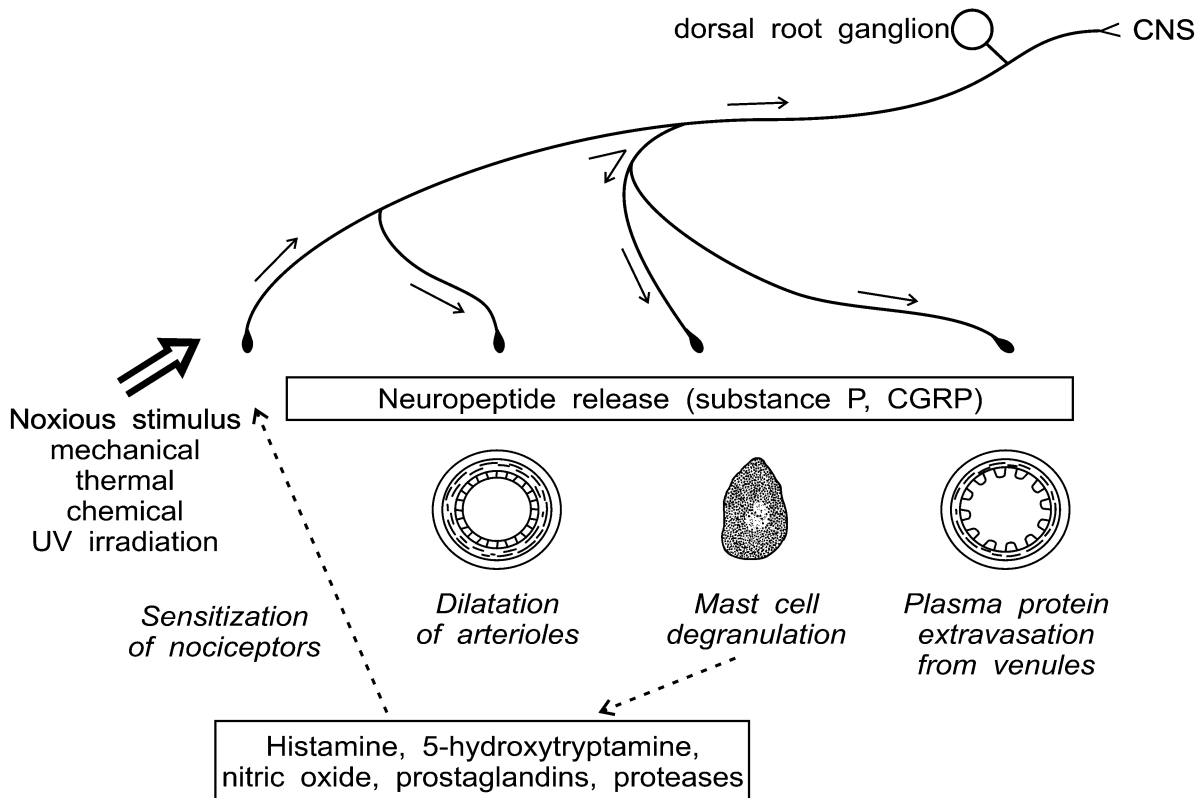 dorsal root ganglion
CNS
Neuropeptide release (substance P, CGRP)
Noxious stimulus
mechanical
thermal
chemical
UV irradiation
Sensitization
of nociceptors
Dilatation
of arterioles
Mast cell
degranulation
Plasma protein
extravasation
from venules
Histamine, 5-hydroxytryptamine,
nitric oxide, prostaglandins, proteases